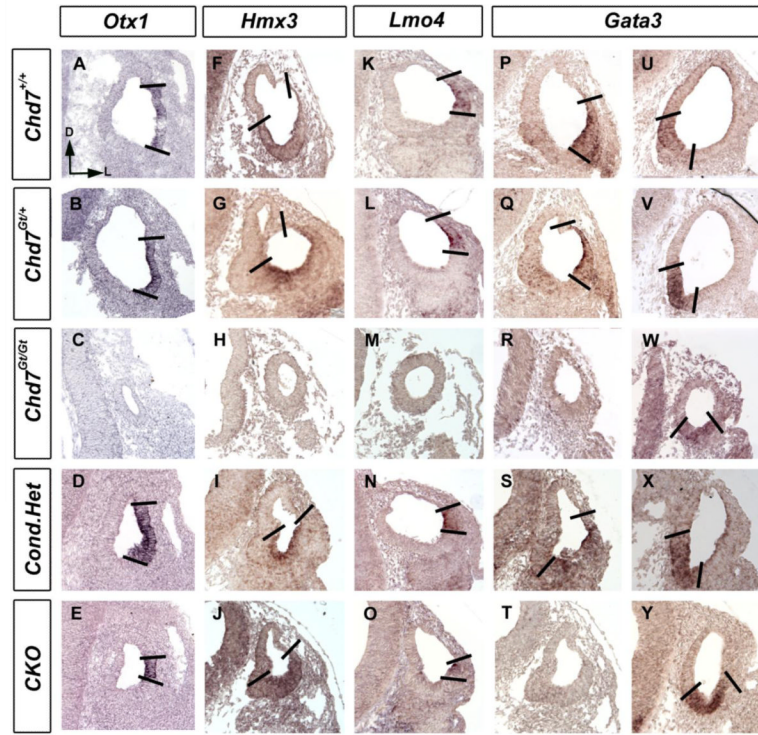 Otx1 Hmx3 Lmo4 Gata3
Chd7+/+ A F K P U
D
L
Chd7Gt/+ B G L Q V
Chd7Gt/Gt C H M R W
Cond.Het D I N S X
CKO E J O T Y